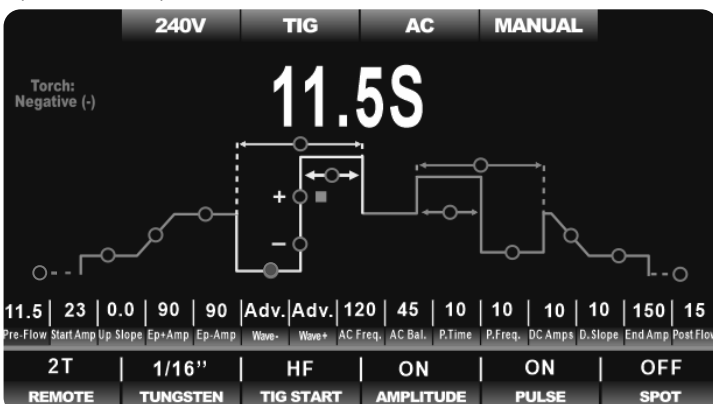 240V TIG AC MANUAL
11.5S
Torch:
Negative (-)
+
−
11.5 23 0.0 90 90 Adv. Adv. 120 45 10 10 10 10 150 15
Pre-Flow Start Amp Up Slope Ep+Amp Ep-Amp Wave- Wave+ AC Freq. AC Bal. P.Time P.Freq. DC Amps D. Slope End Amp Post Flow
2T 1/16’’ HF ON ON OFF
REMOTE TUNGSTEN TIG START AMPLITUDE PULSE SPOT